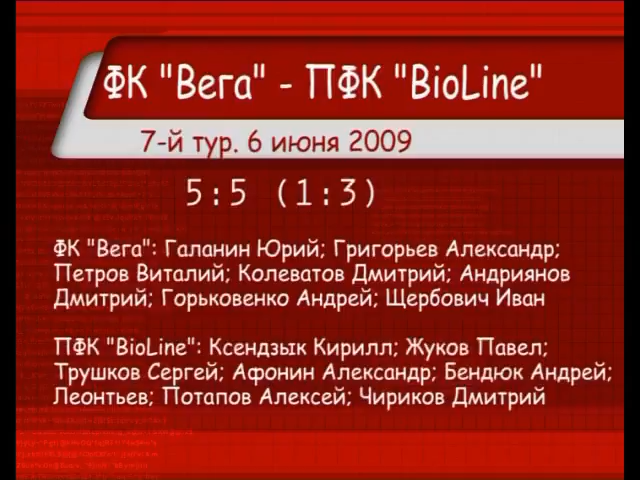 ФК "Вега" - ПФК "BioLine"
7-й тур. 6 июня 2009
5:5 (1:3)
ФК "Вега": Галанин Юрий; Григорьев Александр;
Петров Виталий; Колеватов Дмитрий; Андриянов
Дмитрий; Горьковенко Андрей; Щербович Иван
ПФК "BioLine": Ксендзык Кирилл; Жуков Павел;
Трушков Сергей; Афонин Александр; Бендюк Андрей;
Леонтьев; Потапов Алексей; Чириков Дмитрий